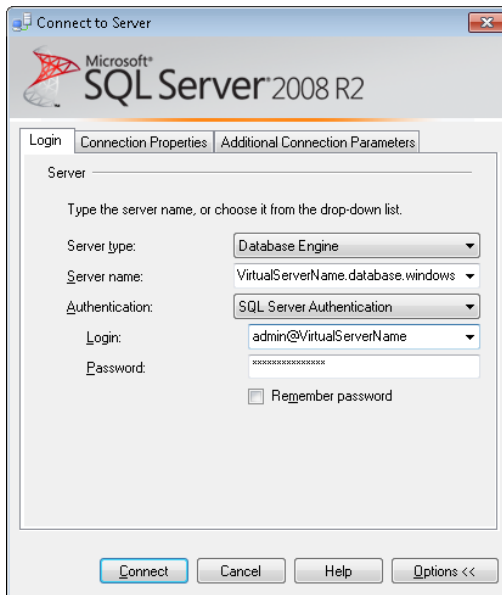 Connect to Server
Microsoft®
SQL Server® 2008 R2
Login Connection Properties Additional Connection Parameters
Server
Type the server name, or choose it from the drop-down list.
Server type: Database Engine
Server name: VirtualServerName.database.windows
Authentication: SQL Server Authentication
Login: admin@VirtualServerName
Password: ***************
Remember password
Connect Cancel Help Options <<